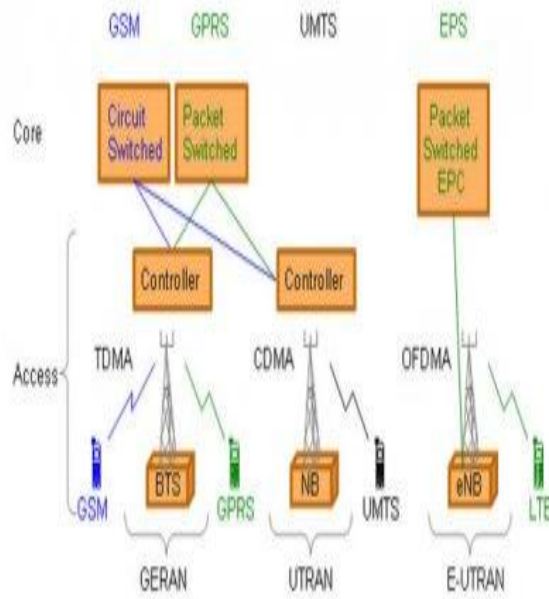 GSM GPRS UMTS EPS
Core
Circuit
Switched
Packet
Switched
Packet
Switched
EPC
Controller
Controller
Access
TDMA
CDMA
OFDMA
BTS
NB
eNB
GSM
GPRS
UMTS
LTE
GERAN
UTRAN
E-UTRAN